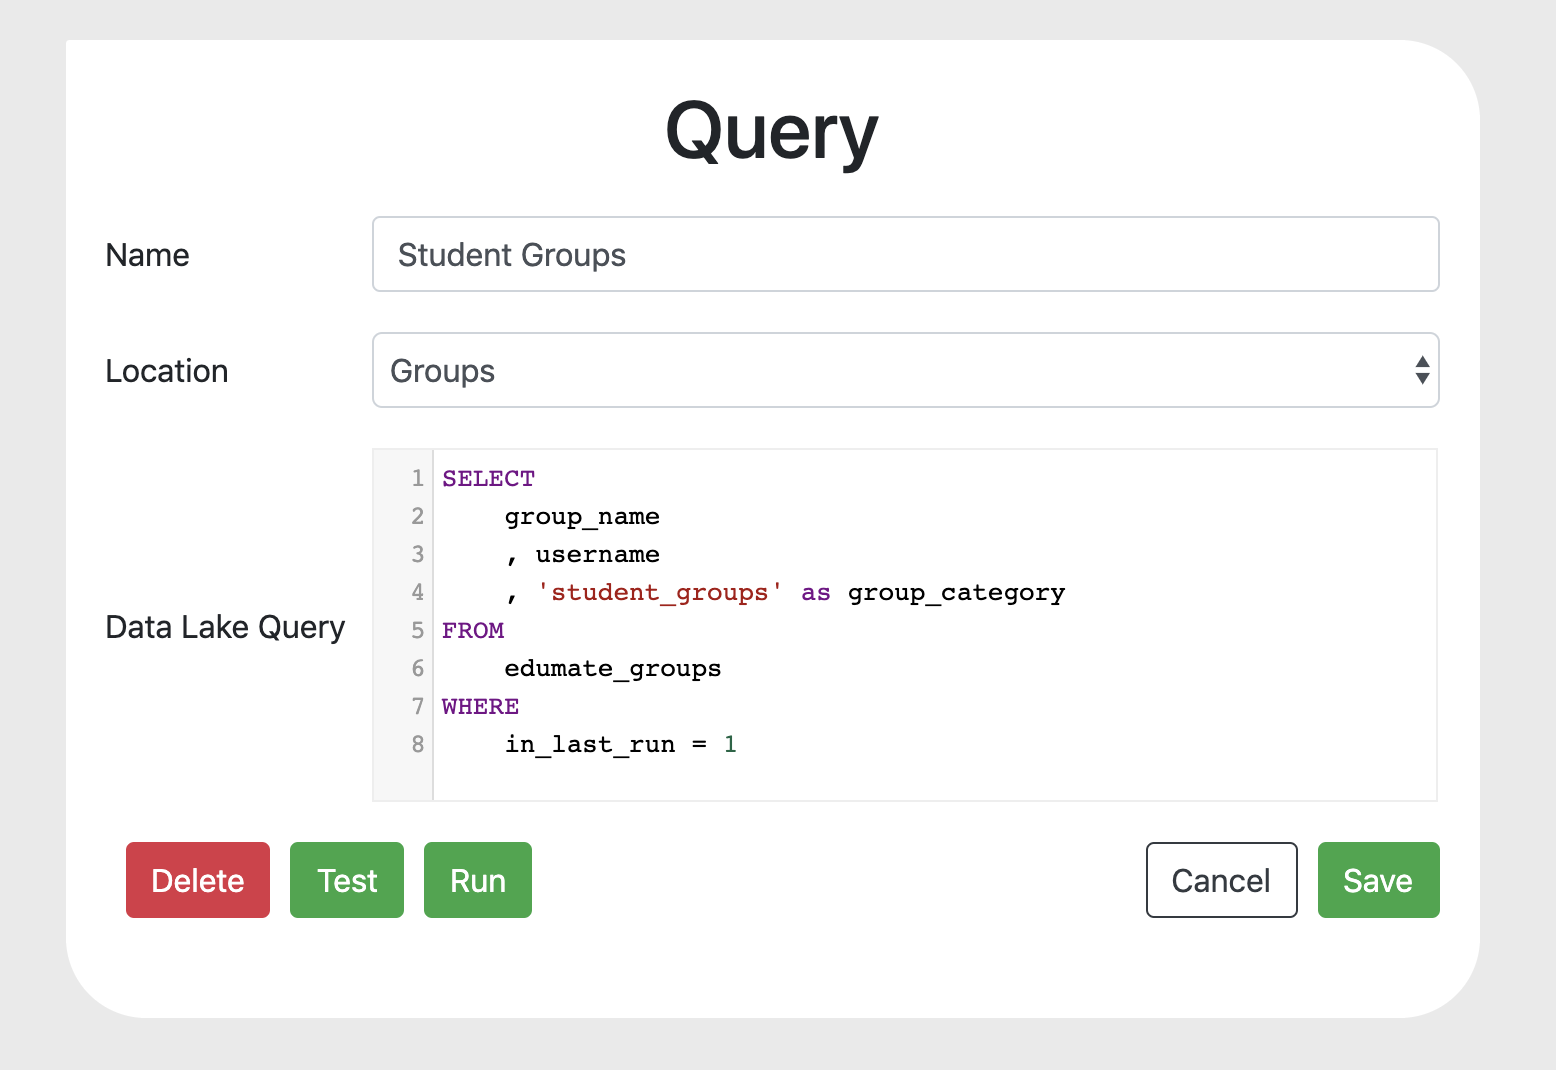 Query
Name
Student Groups
Location
Groups
Data Lake Query
1 SELECT
2     group_name
3     , username
4     , 'student_groups' as group_category
5 FROM
6     edumate_groups
7 WHERE
8     in_last_run = 1
Delete Test Run Cancel Save